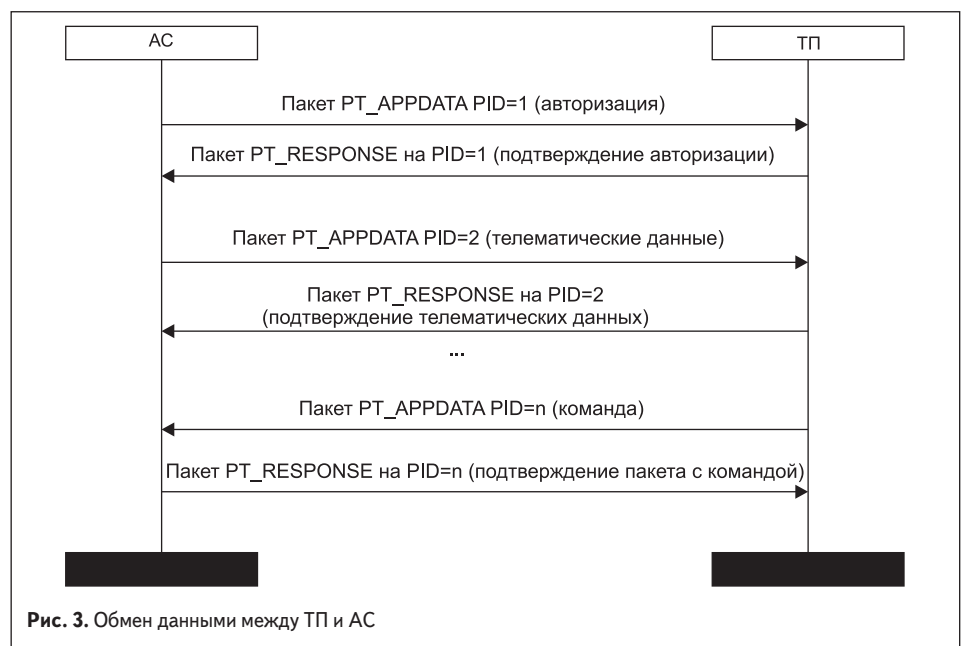 АС
ТП
Пакет PT_APPDATA PID=1 (авторизация)
Пакет PT_RESPONSE на PID=1 (подтверждение авторизации)
Пакет PT_APPDATA PID=2 (телематические данные)
Пакет PT_RESPONSE на PID=2
(подтверждение телематических данных)
...
Пакет PT_APPDATA PID=n (команда)
Пакет PT_RESPONSE на PID=n (подтверждение пакета с командой)
Рис. 3. Обмен данными между ТП и АС